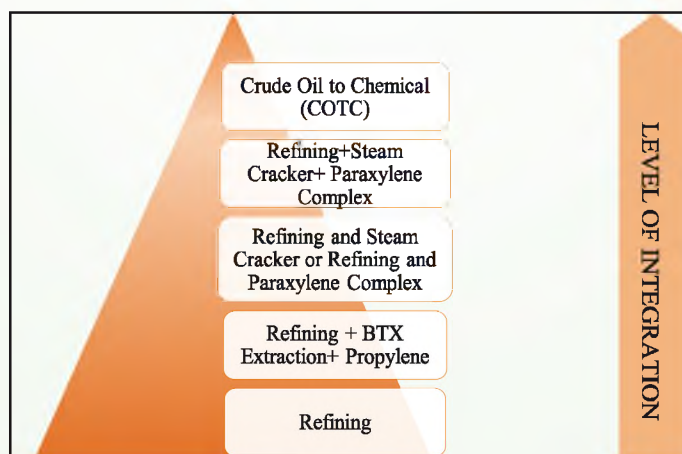 Crude Oil to Chemical
(COTC)
Refining+Steam
Cracker+ Paraxylene
Complex
Refining and Steam
Cracker or Refining and
Paraxylene Complex
Refining + BTX
Extraction+ Propylene
Refining
LEVEL OF INTEGRATION